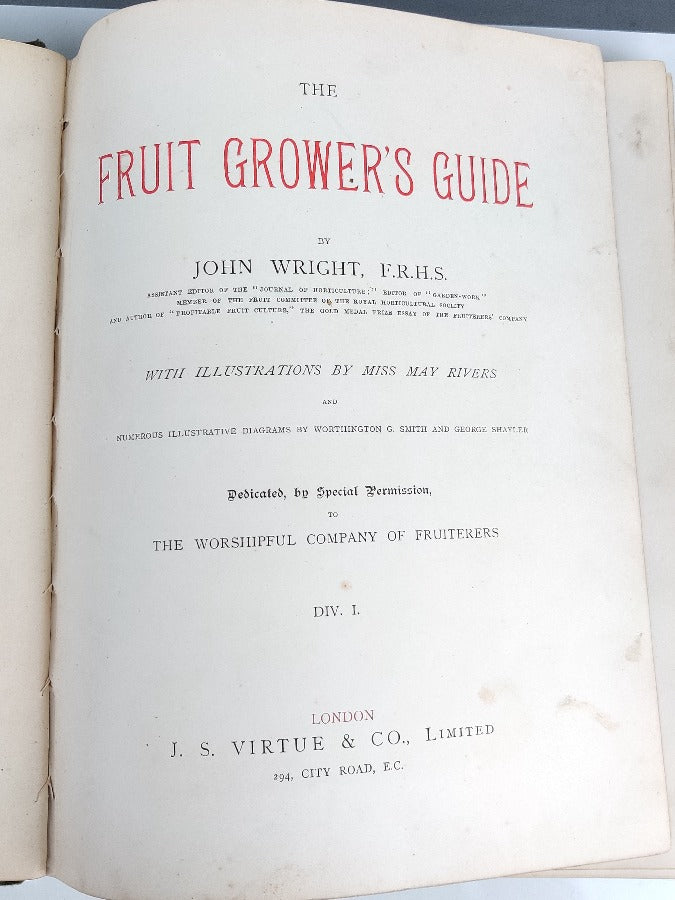 THE
FRUIT GROWER'S GUIDE
BY
JOHN WRIGHT, F.R.H.S.
ASSISTANT EDITOR OF THE "JOURNAL OF HORTICULTURE;" EDITOR OF "GARDEN-WORK"
MEMBER OF THE FRUIT COMMITTEE OF THE ROYAL HORTICULTURAL SOCIETY
AND AUTHOR OF "PROFITABLE FRUIT CULTURE," THE GOLD MEDAL PRIZE ESSAY OF THE FRUITERERS' COMPANY
WITH ILLUSTRATIONS BY MISS MAY RIVERS
AND
NUMEROUS ILLUSTRATIVE DIAGRAMS BY WORTHINGTON G. SMITH AND GEORGE SHAYLER
Dedicated, by Special Permission,
TO
THE WORSHIPFUL COMPANY OF FRUITERERS
DIV. I.
LONDON
J. S. VIRTUE & CO., LIMITED
294, CITY ROAD, E.C.